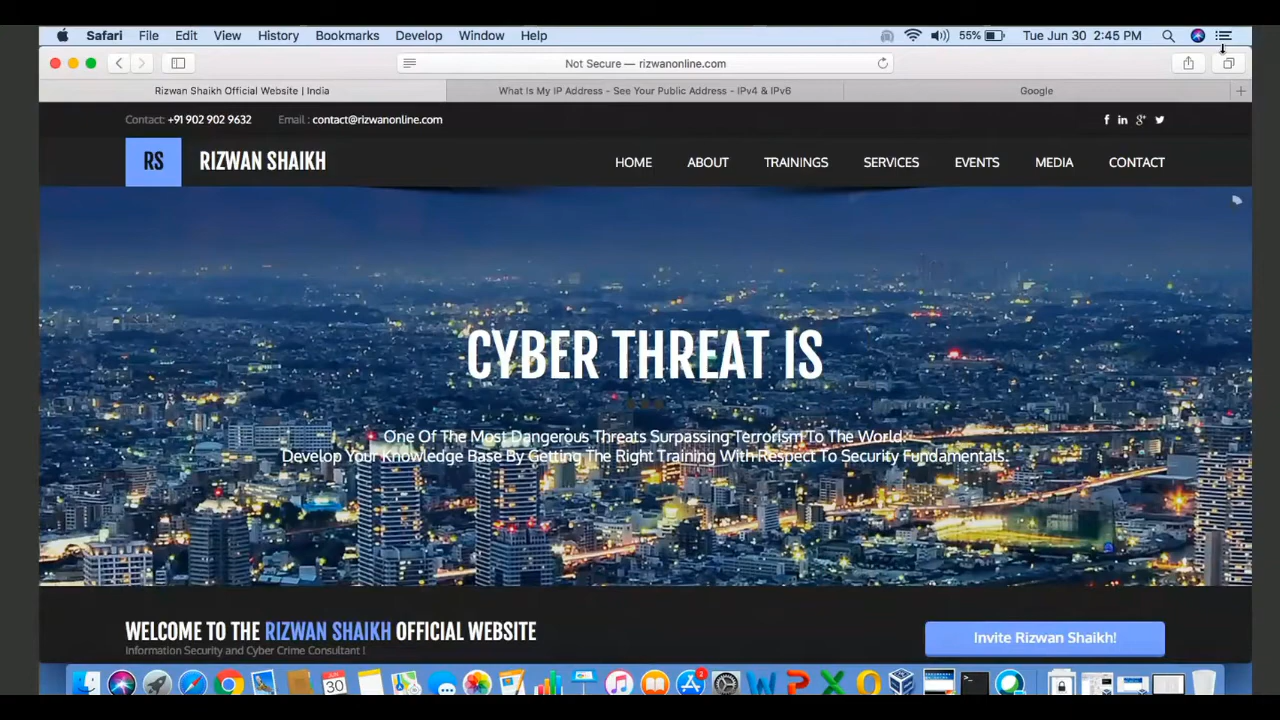 Safari File Edit View History Bookmarks Develop Window Help 55% Tue Jun 30 2:45 PM
Not Secure — rizwanonline.com
Rizwan Shaikh Official Website | India What Is My IP Address - See Your Public Address - IPv4 & IPv6 Google
Contact: +91 902 902 9632 Email : contact@rizwanonline.com
RS RIZWAN SHAIKH HOME ABOUT TRAININGS SERVICES EVENTS MEDIA CONTACT
CYBER THREAT IS
One Of The Most Dangerous Threats Surpassing Terrorism To The World.
Develop Your Knowledge Base By Getting The Right Training With Respect To Security Fundamentals.
WELCOME TO THE RIZWAN SHAIKH OFFICIAL WEBSITE
Information Security and Cyber Crime Consultant !
Invite Rizwan Shaikh!
JUN
30
2